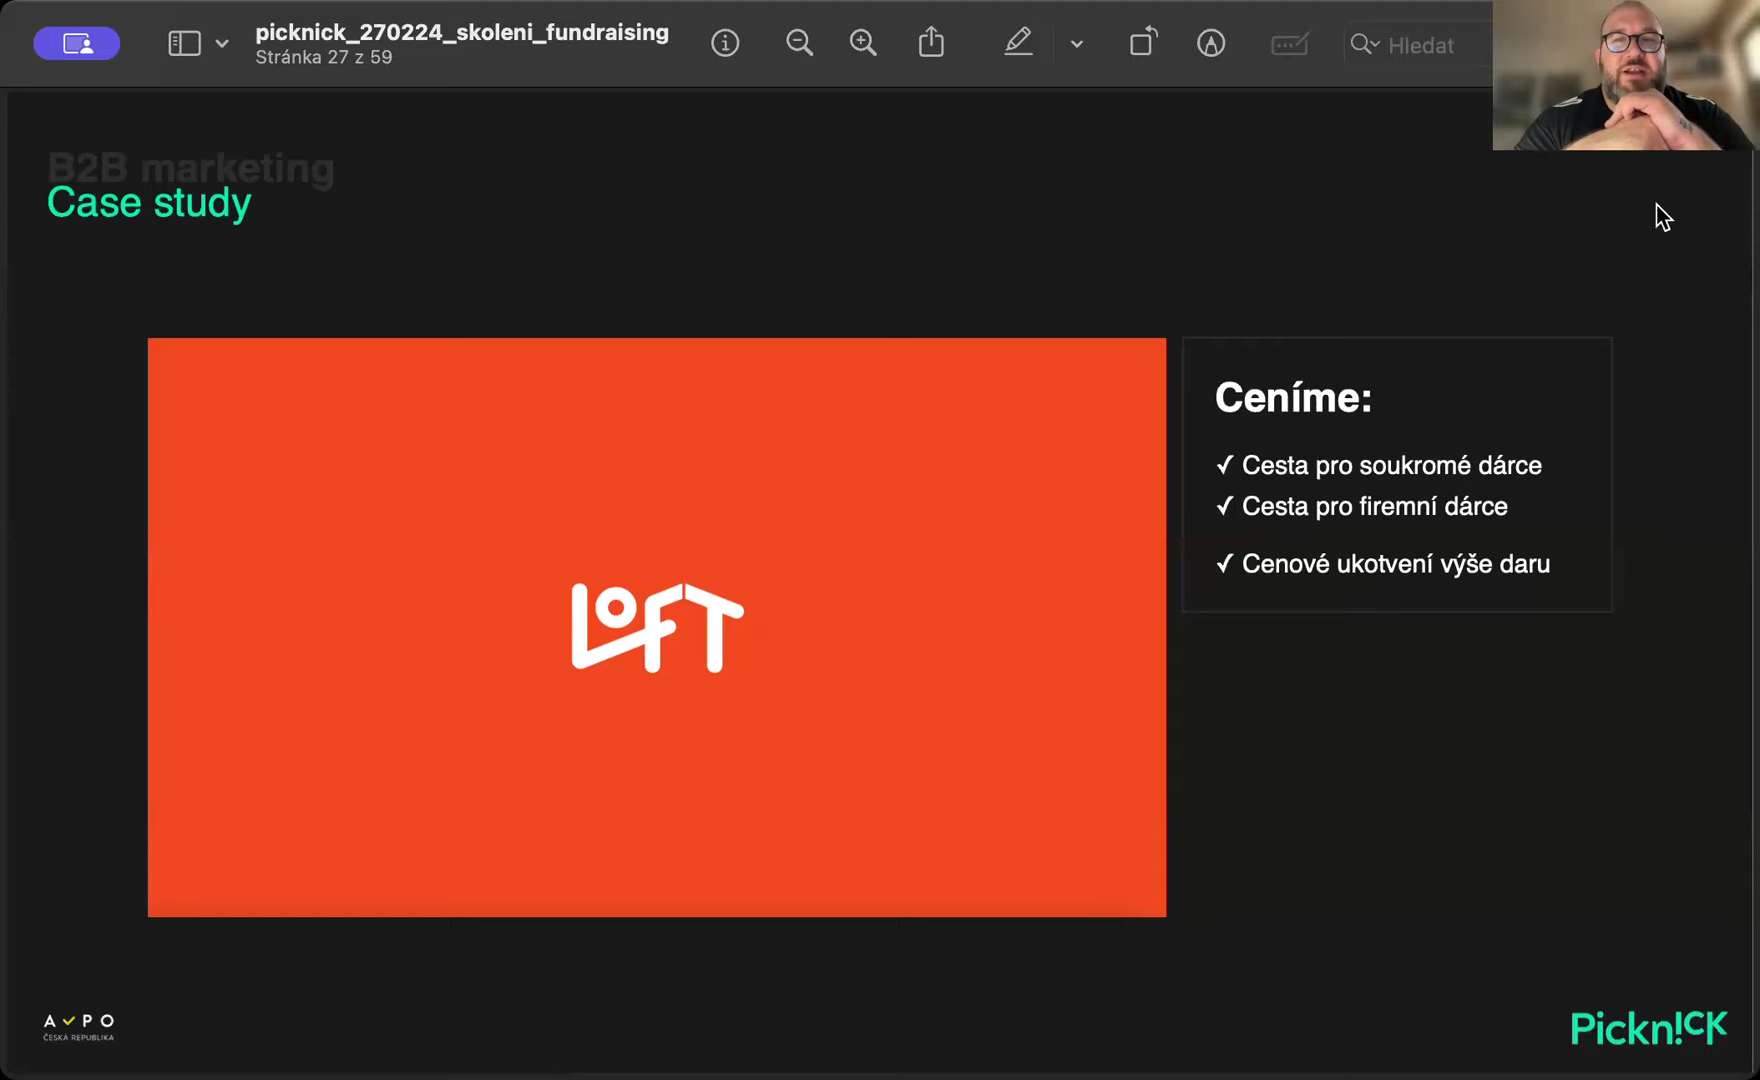 picknick_270224_skoleni_fundraising
Stránka 27 z 59
Hledat
B2B marketing
Case study
LOFT
Ceníme:
✓ Cesta pro soukromé dárce
✓ Cesta pro firemní dárce
✓ Cenové ukotvení výše daru
A✓PO
ČESKÁ REPUBLIKA
Pickn!CK